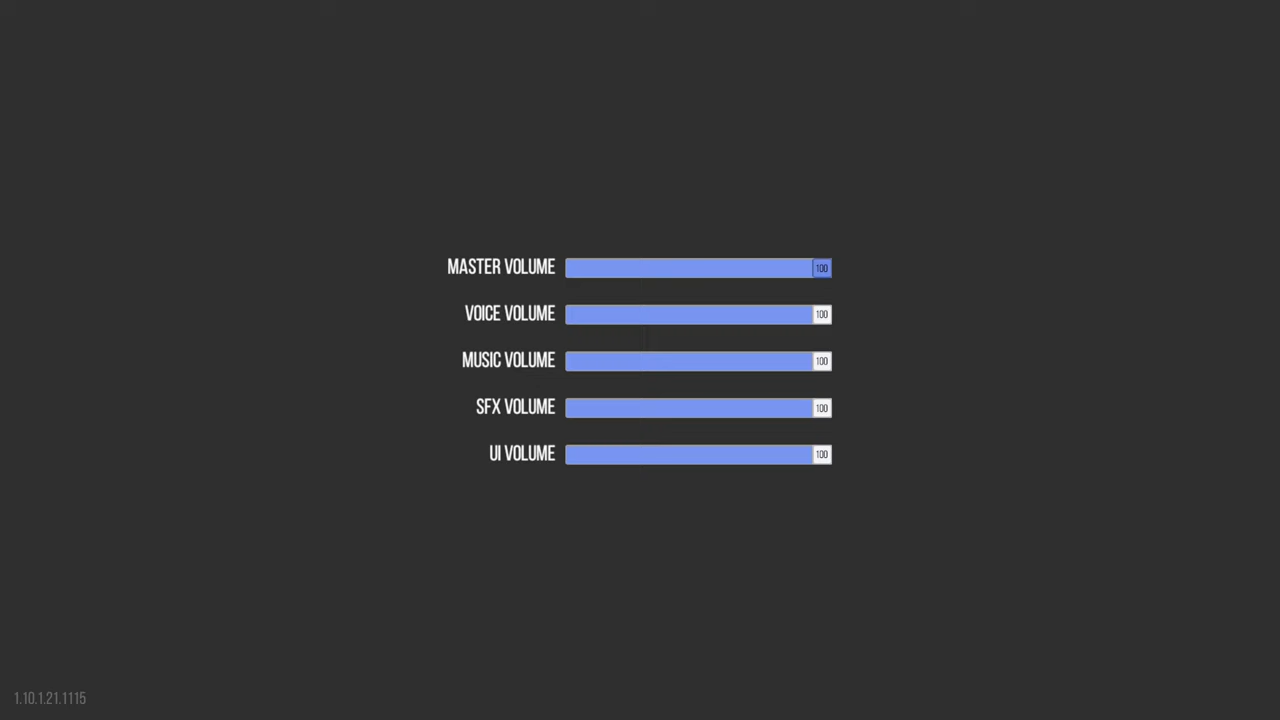 MASTER VOLUME 100
VOICE VOLUME 100
MUSIC VOLUME 100
SFX VOLUME 100
UI VOLUME 100
1.10.1.21.1115